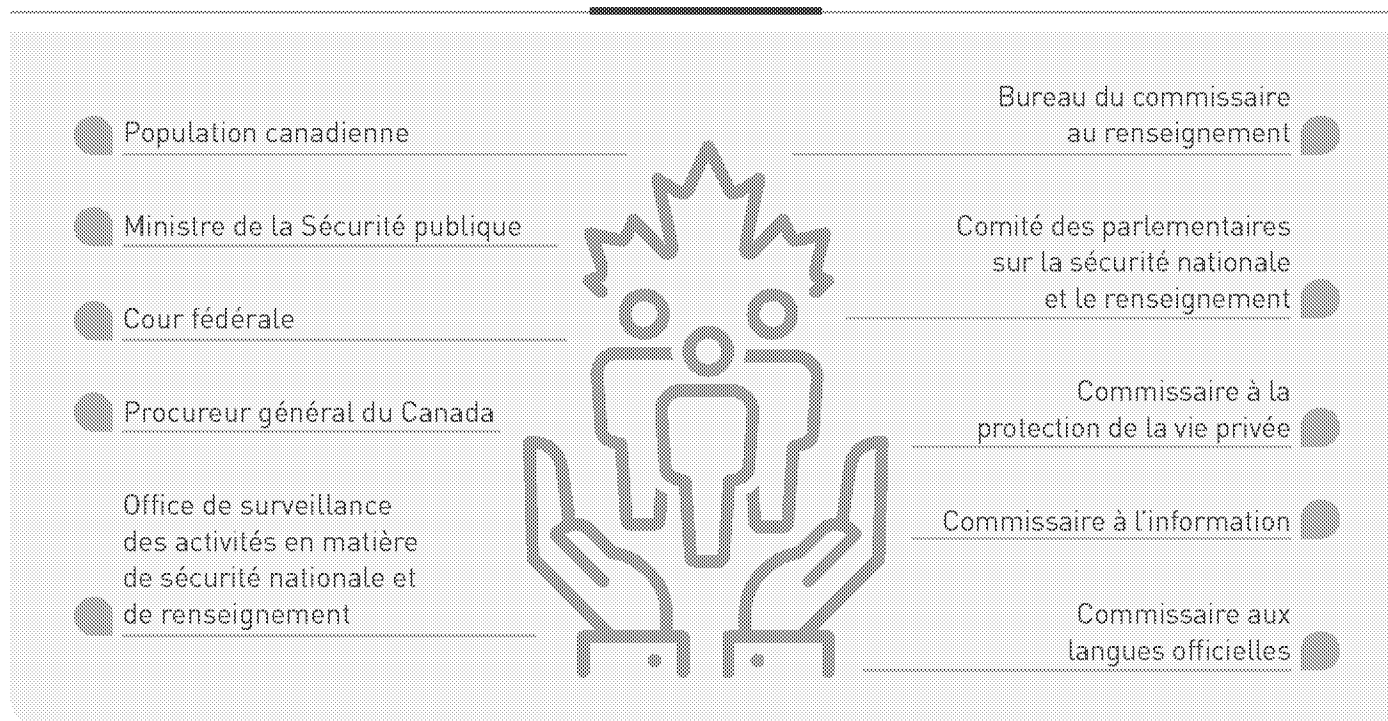 Population canadienne
Ministre de la Sécurité publique
Cour fédérale
Procureur général du Canada
Office de surveillance
des activités en matière
de sécurité nationale et
de renseignement
Bureau du commissaire
au renseignement
Comité des parlementaires
sur la sécurité nationale
et le renseignement
Commissaire à la
protection de la vie privée
Commissaire à l'information
Commissaire aux
langues officielles